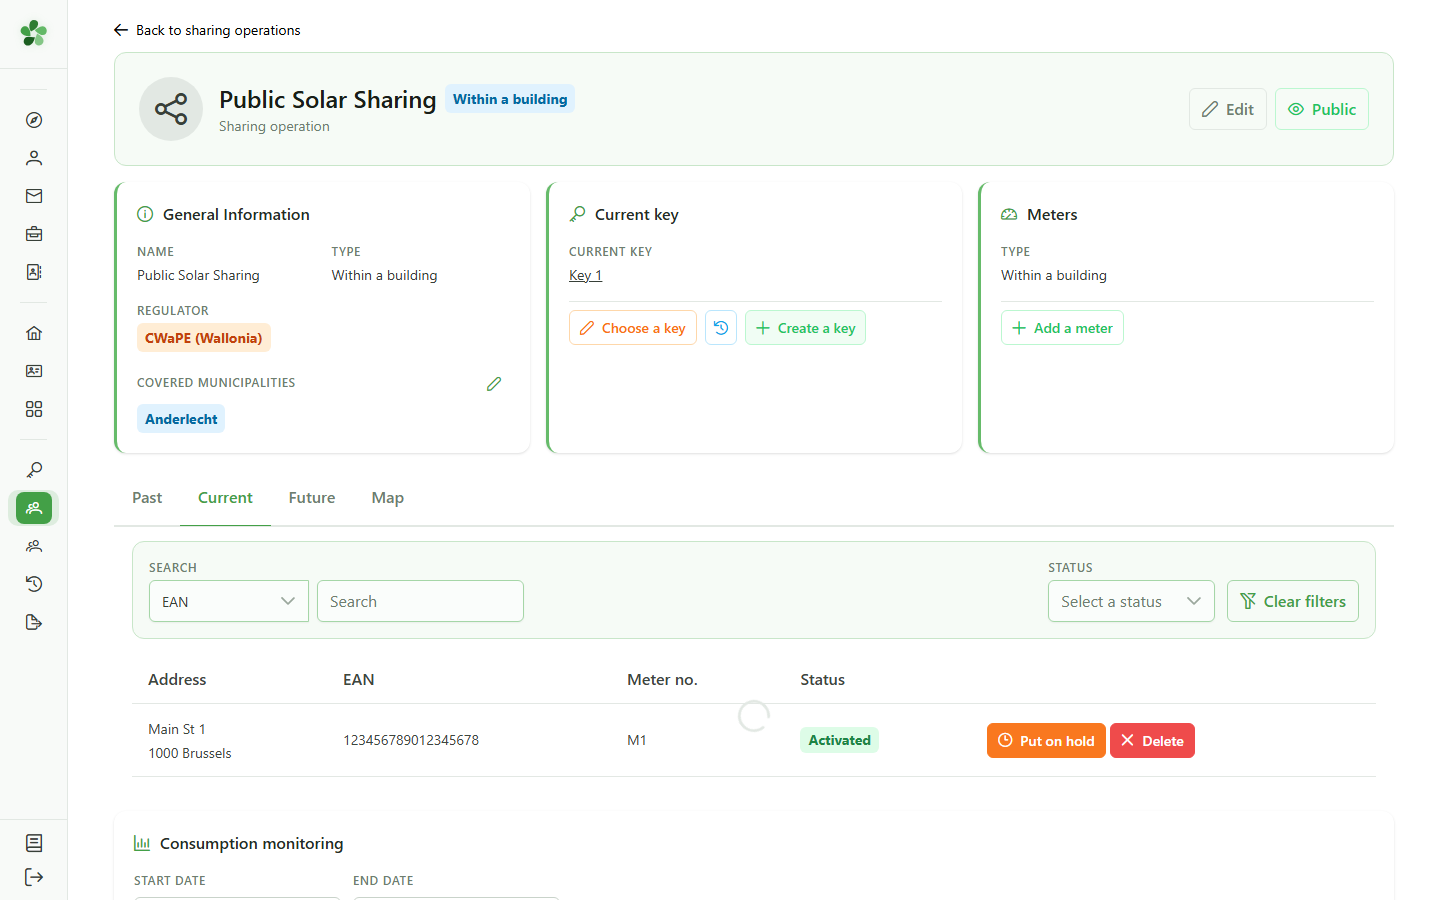 Back to sharing operations
Public Solar Sharing
Within a building
Sharing operation
Edit
Public
General Information
NAME
TYPE
Public Solar Sharing
Within a building
REGULATOR
CWaPE (Wallonia)
COVERED MUNICIPALITIES
Anderlecht
Current key
CURRENT KEY
Key 1
Choose a key
Create a key
Meters
TYPE
Within a building
Add a meter
Past
Current
Future
Map
SEARCH
EAN
Search
STATUS
Select a status
Clear filters
Address
EAN
Meter no.
Status
Main St 1
1000 Brussels
123456789012345678
M1
Activated
Put on hold
Delete
Consumption monitoring
START DATE
END DATE